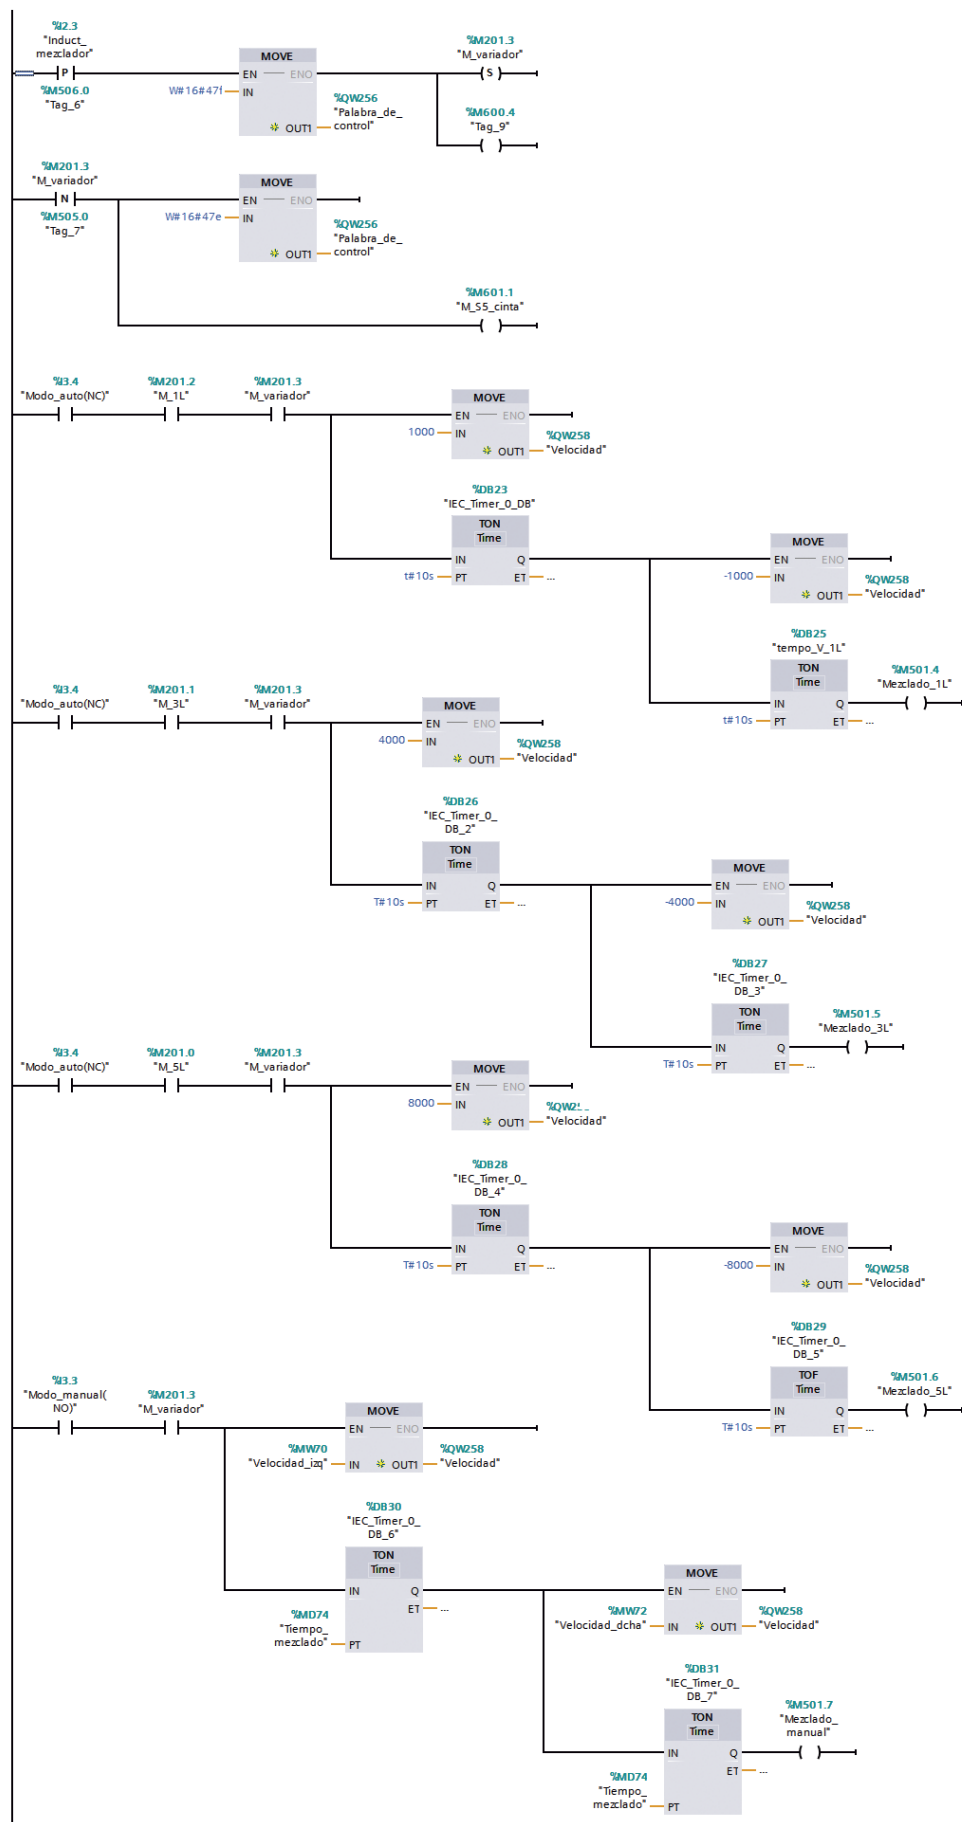 %I2.3
"Induct_
mezclador"
P
%M506.0
"Tag_6"
MOVE
EN ENO
W#16#47f IN
OUT1
%QW256
"Palabra_de_
control"
%M201.3
"M_variador"
S
%M600.4
"Tag_9"
%M201.3
"M_variador"
N
%M505.0
"Tag_7"
MOVE
EN ENO
W#16#47e IN
OUT1
%QW256
"Palabra_de_
control"
%M601.1
"M_S5_cinta"
%I3.4
"Modo_auto(NC)"
%M201.2
"M_1L"
%M201.3
"M_variador"
MOVE
EN ENO
1000 IN
OUT1
%QW258
"Velocidad"
%DB23
"IEC_Timer_0_DB"
TON
Time
IN Q
t#10s PT ET ...
MOVE
EN ENO
-1000 IN
OUT1
%QW258
"Velocidad"
%DB25
"tempo_V_1L"
TON
Time
IN Q
t#10s PT ET ...
%M501.4
"Mezclado_1L"
%I3.4
"Modo_auto(NC)"
%M201.1
"M_3L"
%M201.3
"M_variador"
MOVE
EN ENO
4000 IN
OUT1
%QW258
"Velocidad"
%DB26
"IEC_Timer_0_
DB_2"
TON
Time
IN Q
T#10s PT ET ...
MOVE
EN ENO
-4000 IN
OUT1
%QW258
"Velocidad"
%DB27
"IEC_Timer_0_
DB_3"
TON
Time
IN Q
T#10s PT ET ...
%M501.5
"Mezclado_3L"
%I3.4
"Modo_auto(NC)"
%M201.0
"M_5L"
%M201.3
"M_variador"
MOVE
EN ENO
8000 IN
OUT1
"Velocidad"
%DB28
"IEC_Timer_0_
DB_4"
TON
Time
IN Q
T#10s PT ET ...
MOVE
EN ENO
-8000 IN
OUT1
%QW258
"Velocidad"
%DB29
"IEC_Timer_0_
DB_5"
TOF
Time
IN Q
T#10s PT ET ...
%M501.6
"Mezclado_5L"
%I3.3
"Modo_manual(
NO)"
%M201.3
"M_variador"
MOVE
EN ENO
%MW70
"Velocidad_izq" IN
OUT1
%QW258
"Velocidad"
%DB30
"IEC_Timer_0_
DB_6"
TON
Time
IN Q
ET ...
%MD74
"Tiempo_
mezclado" PT
MOVE
EN ENO
%MW72
"Velocidad_dcha" IN
OUT1
%QW258
"Velocidad"
%DB31
"IEC_Timer_0_
DB_7"
TON
Time
IN Q
ET ...
%MD74
"Tiempo_
mezclado" PT
%M501.7
"Mezclado_
manual"